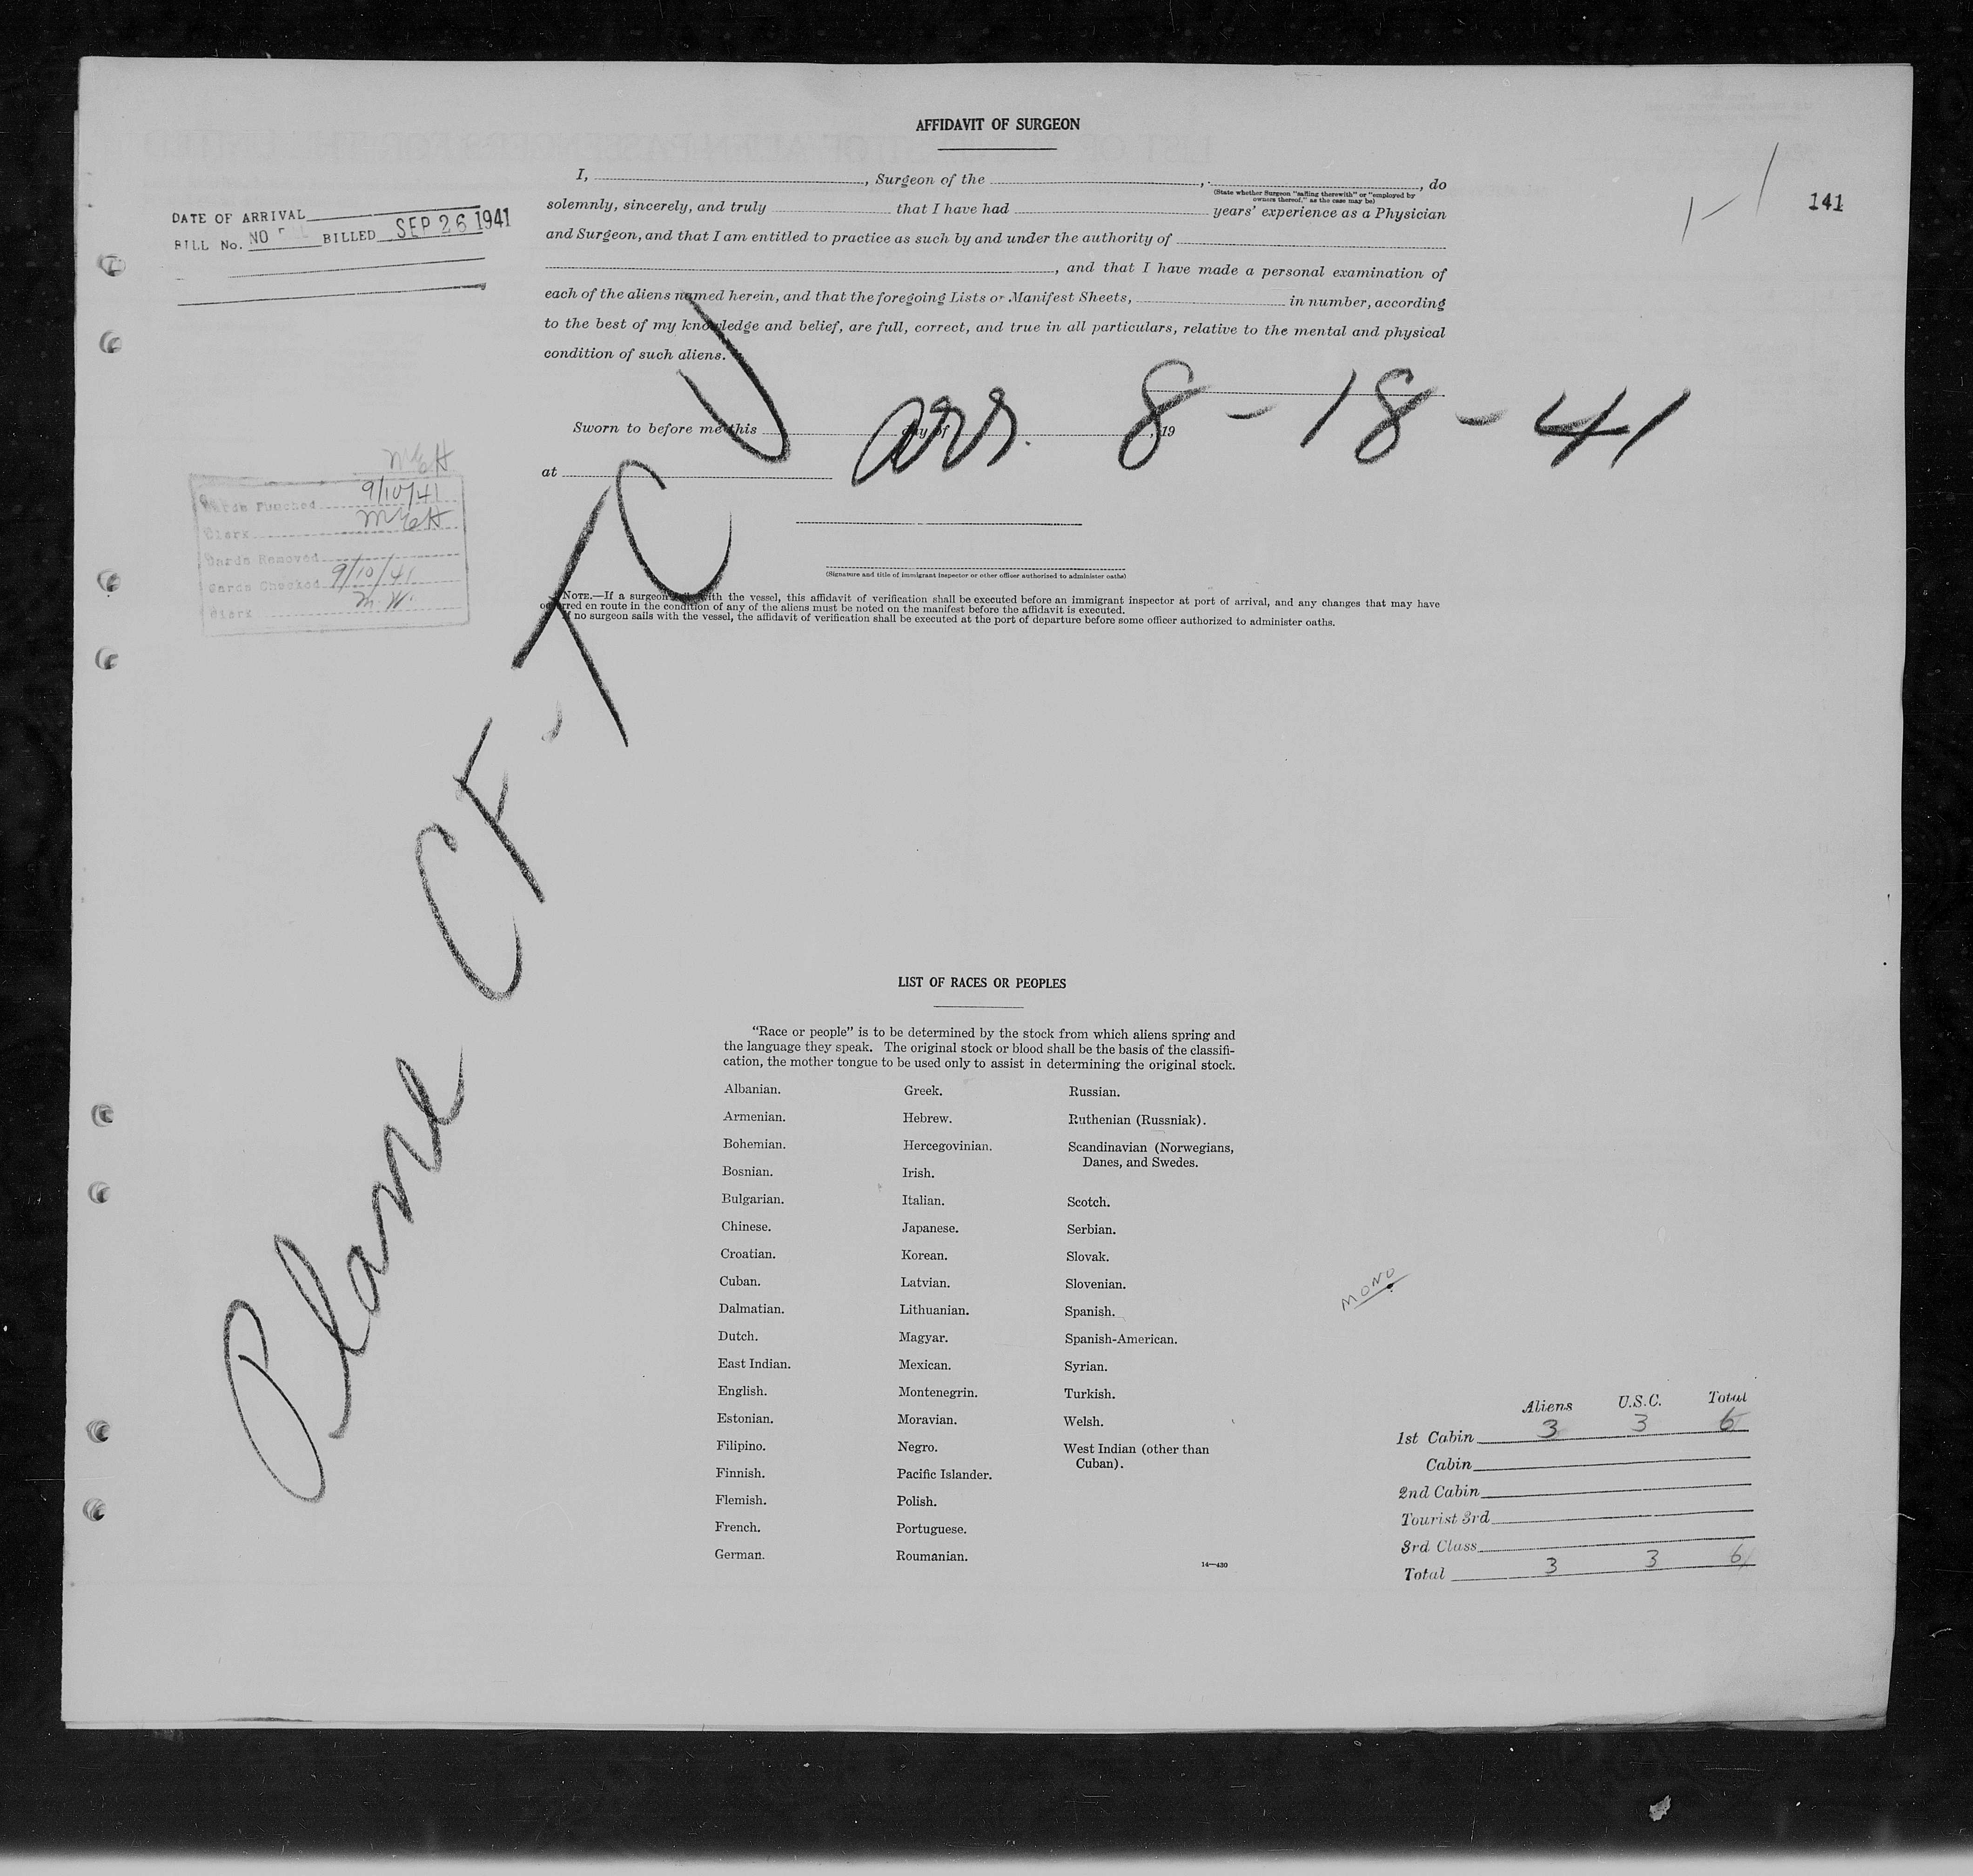 AFFIDAVIT OF SURGEON
I, , Surgeon of the , , do
(State whether Surgeon "sailing therewith" or "employed by
owners thereof," as the case may be)
solemnly, sincerely, and truly that I have had years' experience as a Physician
and Surgeon, and that I am entitled to practice as such by and under the authority of
, and that I have made a personal examination of
each of the aliens named herein, and that the foregoing Lists or Manifest Sheets, in number, according
to the best of my knowledge and belief, are full, correct, and true in all particulars, relative to the mental and physical
condition of such aliens.
141
DATE OF ARRIVAL
BILL No. NO BILLED SEP 26 1941
arr. 8-18-41
Sworn to before me this day of , 19
at
(Signature and title of immigrant inspector or other officer authorized to administer oaths)
NOTE.—If a surgeon with the vessel, this affidavit of verification shall be executed before an immigrant inspector at port of arrival, and any changes that may have
occurred en route in the condition of any of the aliens must be noted on the manifest before the affidavit is executed.
If no surgeon sails with the vessel, the affidavit of verification shall be executed at the port of departure before some officer authorized to administer oaths.
Cards Punched 9/10/41
Clerk
Cards Removed
Cards Checked 9/10/41
Clerk M.W.
Plane CF-TCU
LIST OF RACES OR PEOPLES
"Race or people" is to be determined by the stock from which aliens spring and
the language they speak. The original stock or blood shall be the basis of the classifi-
cation, the mother tongue to be used only to assist in determining the original stock.
Albanian.
Armenian.
Bohemian.
Bosnian.
Bulgarian.
Chinese.
Croatian.
Cuban.
Dalmatian.
Dutch.
East Indian.
English.
Estonian.
Filipino.
Finnish.
Flemish.
French.
German.
Greek.
Hebrew.
Hercegovinian.
Irish.
Italian.
Japanese.
Korean.
Latvian.
Lithuanian.
Magyar.
Mexican.
Montenegrin.
Moravian.
Negro.
Pacific Islander.
Polish.
Portuguese.
Roumanian.
Russian.
Ruthenian (Russniak).
Scandinavian (Norwegians,
Danes, and Swedes.
Scotch.
Serbian.
Slovak.
Slovenian.
Spanish.
Spanish-American.
Syrian.
Turkish.
Welsh.
West Indian (other than
Cuban).
14—430
MONO
Aliens U.S.C. Total
1st Cabin 3 3 6
Cabin
2nd Cabin
Tourist 3rd
3rd Class
Total 3 3 6